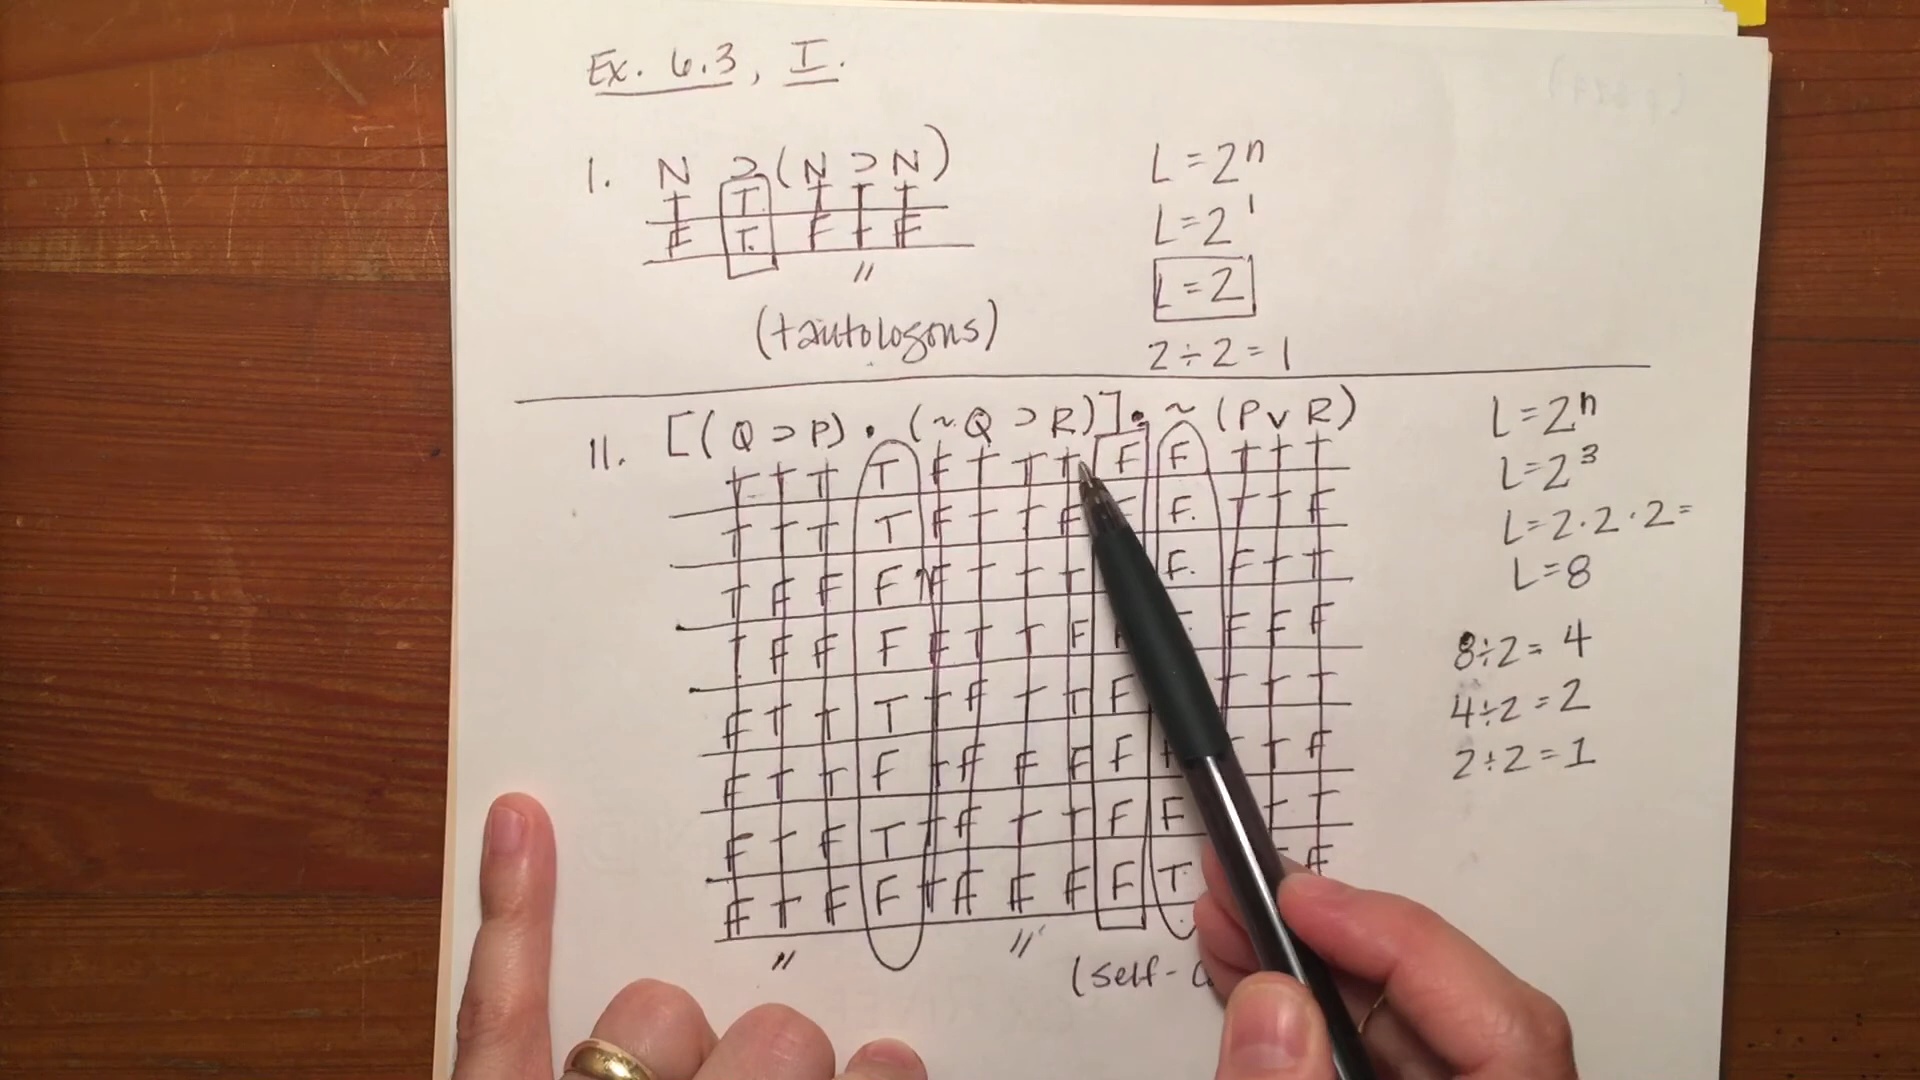 Ex. 6.3, I.
1. N ⊃ (N ⊃ N)
T T T T T
F T F F F
"
(tautologous)
L = 2ⁿ
L = 2¹
L = 2
2 ÷ 2 = 1
11. [(Q ⊃ P) • (~Q ⊃ R)] • ~(P v R)
T T T T F T T T F F T T T
T T T T F T T F F F. T T F
T F F F F T T T F. F T T
T F F F F T T F F F F
F T T T T F T T F T T T
F T T F T F F F F T F
F T F T T F T T F F T T
F T F F T F F F F T. F
" "
(self-
L = 2ⁿ
L = 2³
L = 2 · 2 · 2 =
L = 8
8 ÷ 2 = 4
4 ÷ 2 = 2
2 ÷ 2 = 1